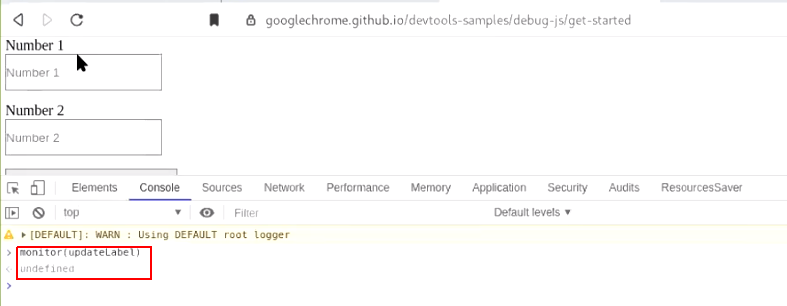 googlechrome.github.io/devtools-samples/debug-js/get-started
Number 1
Number 1
Number 2
Number 2
Elements Console Sources Network Performance Memory Application Security Audits ResourcesSaver
top Filter Default levels
[DEFAULT]: WARN : Using DEFAULT root logger
monitor(updateLabel)
undefined